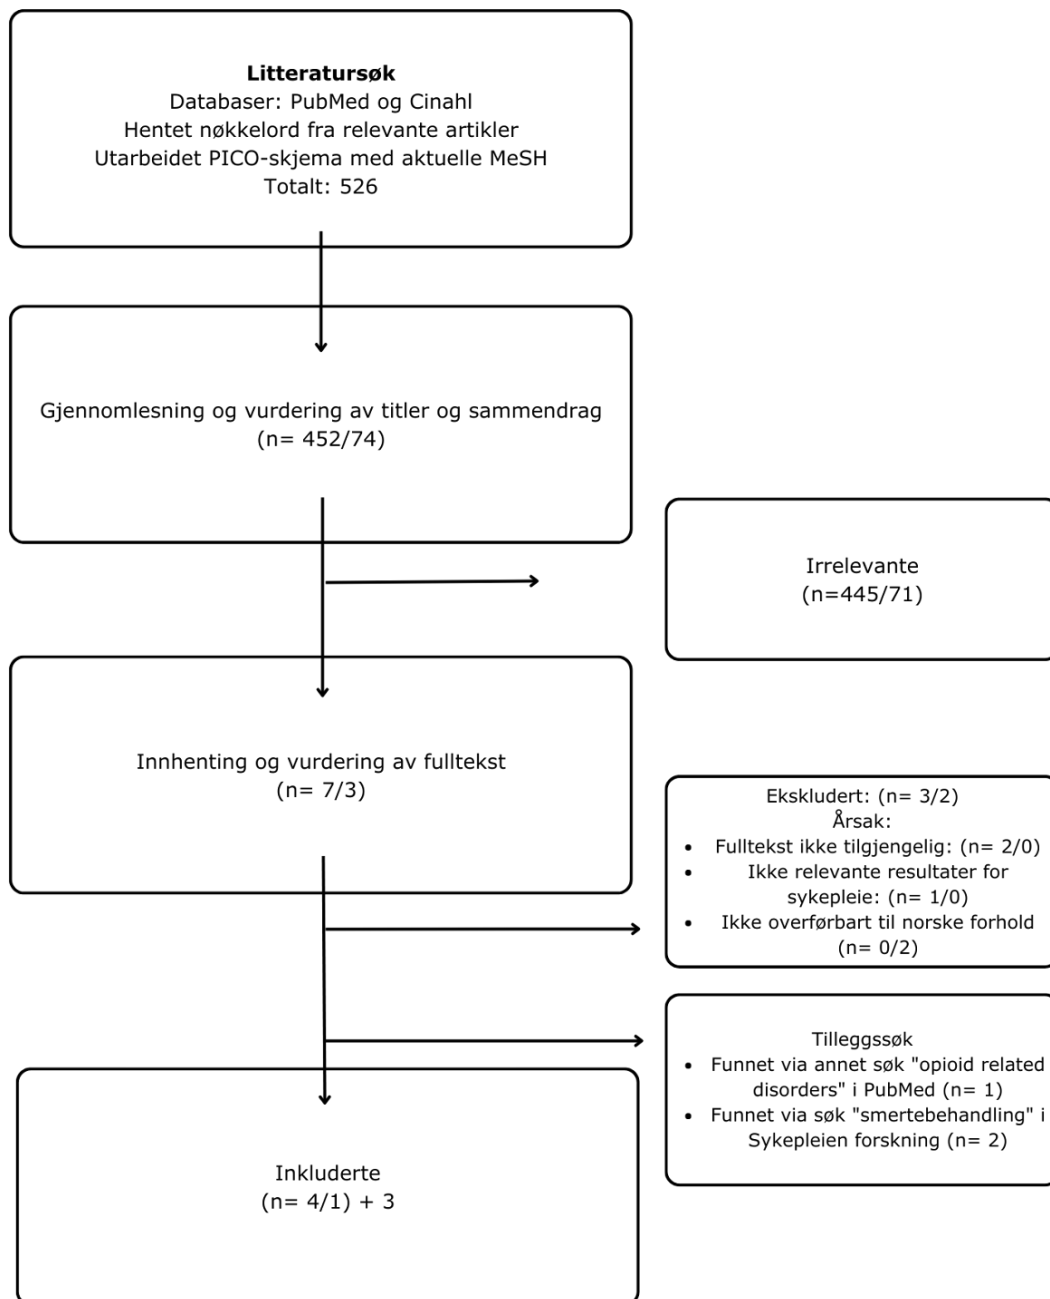 Litteratursøk
Databaser: PubMed og Cinahl
Hentet nøkkelord fra relevante artikler
Utarbeidet PICO-skjema med aktuelle MeSH
Totalt: 526
Gjennomlesning og vurdering av titler og sammendrag
(n= 452/74)
Irrelevante
(n=445/71)
Innhenting og vurdering av fulltekst
(n= 7/3)
Ekskludert: (n= 3/2)
Årsak:
• Fulltekst ikke tilgjengelig: (n= 2/0)
• Ikke relevante resultater for
sykepleie: (n= 1/0)
• Ikke overførbart til norske forhold
(n= 0/2)
Tilleggssøk
• Funnet via annet søk "opioid related
disorders" i PubMed (n= 1)
• Funnet via søk "smertebehandling" i
Sykepleien forskning (n= 2)
Inkluderte
(n= 4/1) + 3